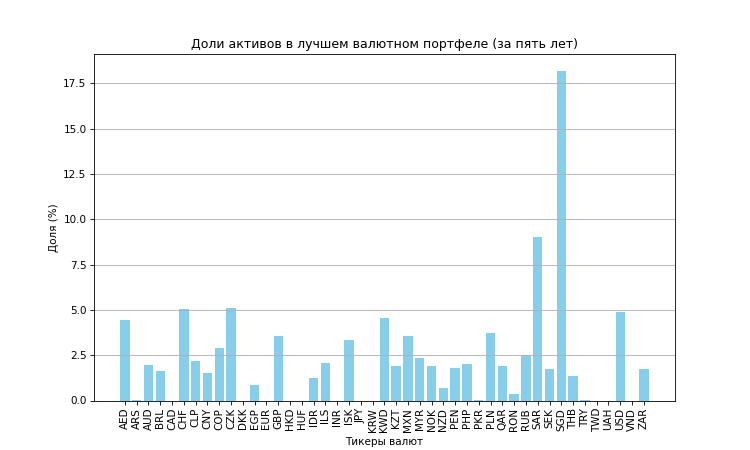 Доли активов в лучшем валютном портфеле (за пять лет)
Доля (%)
17.5
15.0
12.5
10.0
7.5
5.0
2.5
0.0
AED ARS AUD BRL CAD CHF CLP CNY COP CZK DKK EGP EUR GBP HKD HUF IDR ILS INR ISK JPY KRW KWD KZT MXN MYR NOK NZD PEN PHP PKR PLN QAR RON RUB SAR SEK SGD THB TRY TWD UAH USD VND ZAR
Тикеры валют